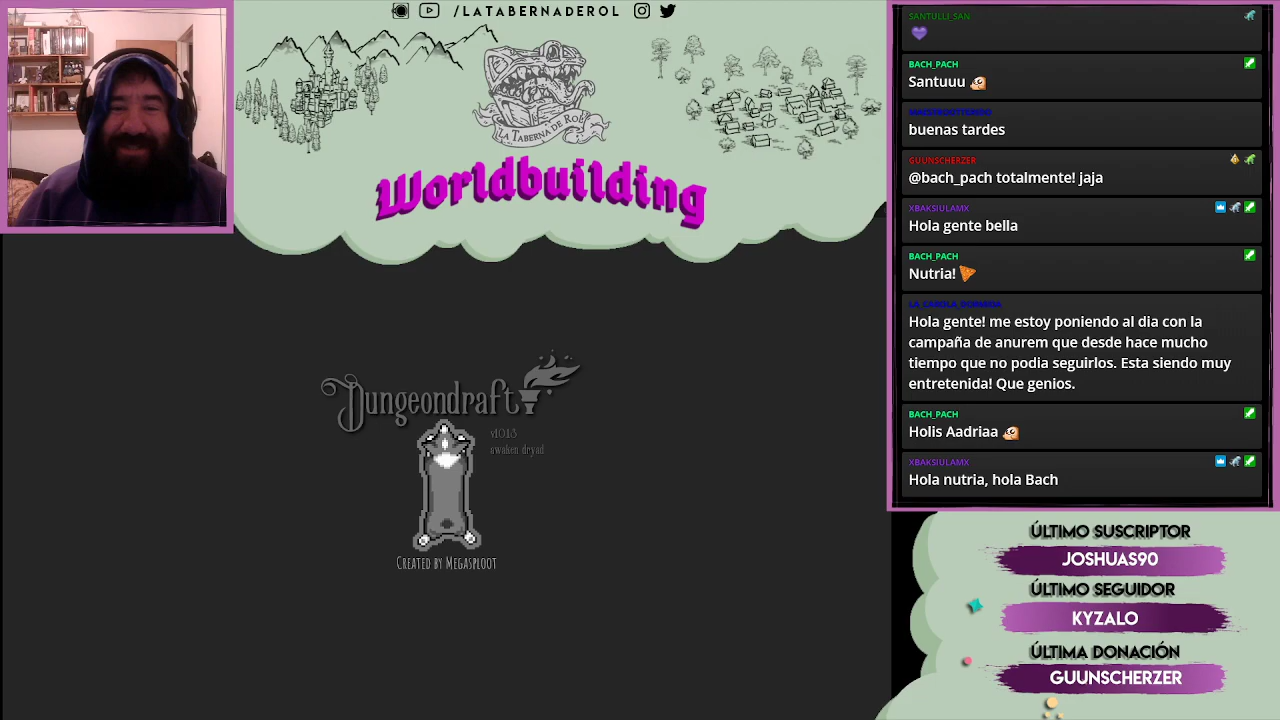 /LATABERNADEROL
LA TABERNA DE ROL
Worldbuilding
Dungeondraft
v1.0.1.3
awaken dryad
CREATED BY MEGASPLOOT
SANTULLI_SAN
BACH_PACH
Santuuu
buenas tardes
GUUNSCHERZER
@bach_pach totalmente! jaja
XBAKSIULAMX
Hola gente bella
BACH_PACH
Nutria!
Hola gente! me estoy poniendo al dia con la
campaña de anurem que desde hace mucho
tiempo que no podia seguirlos. Esta siendo muy
entretenida! Que genios.
BACH_PACH
Holis Aadriaa
XBAKSIULAMX
Hola nutria, hola Bach
ÚLTIMO SUSCRIPTOR
JOSHUAS90
ÚLTIMO SEGUIDOR
KYZALO
ÚLTIMA DONACIÓN
GUUNSCHERZER